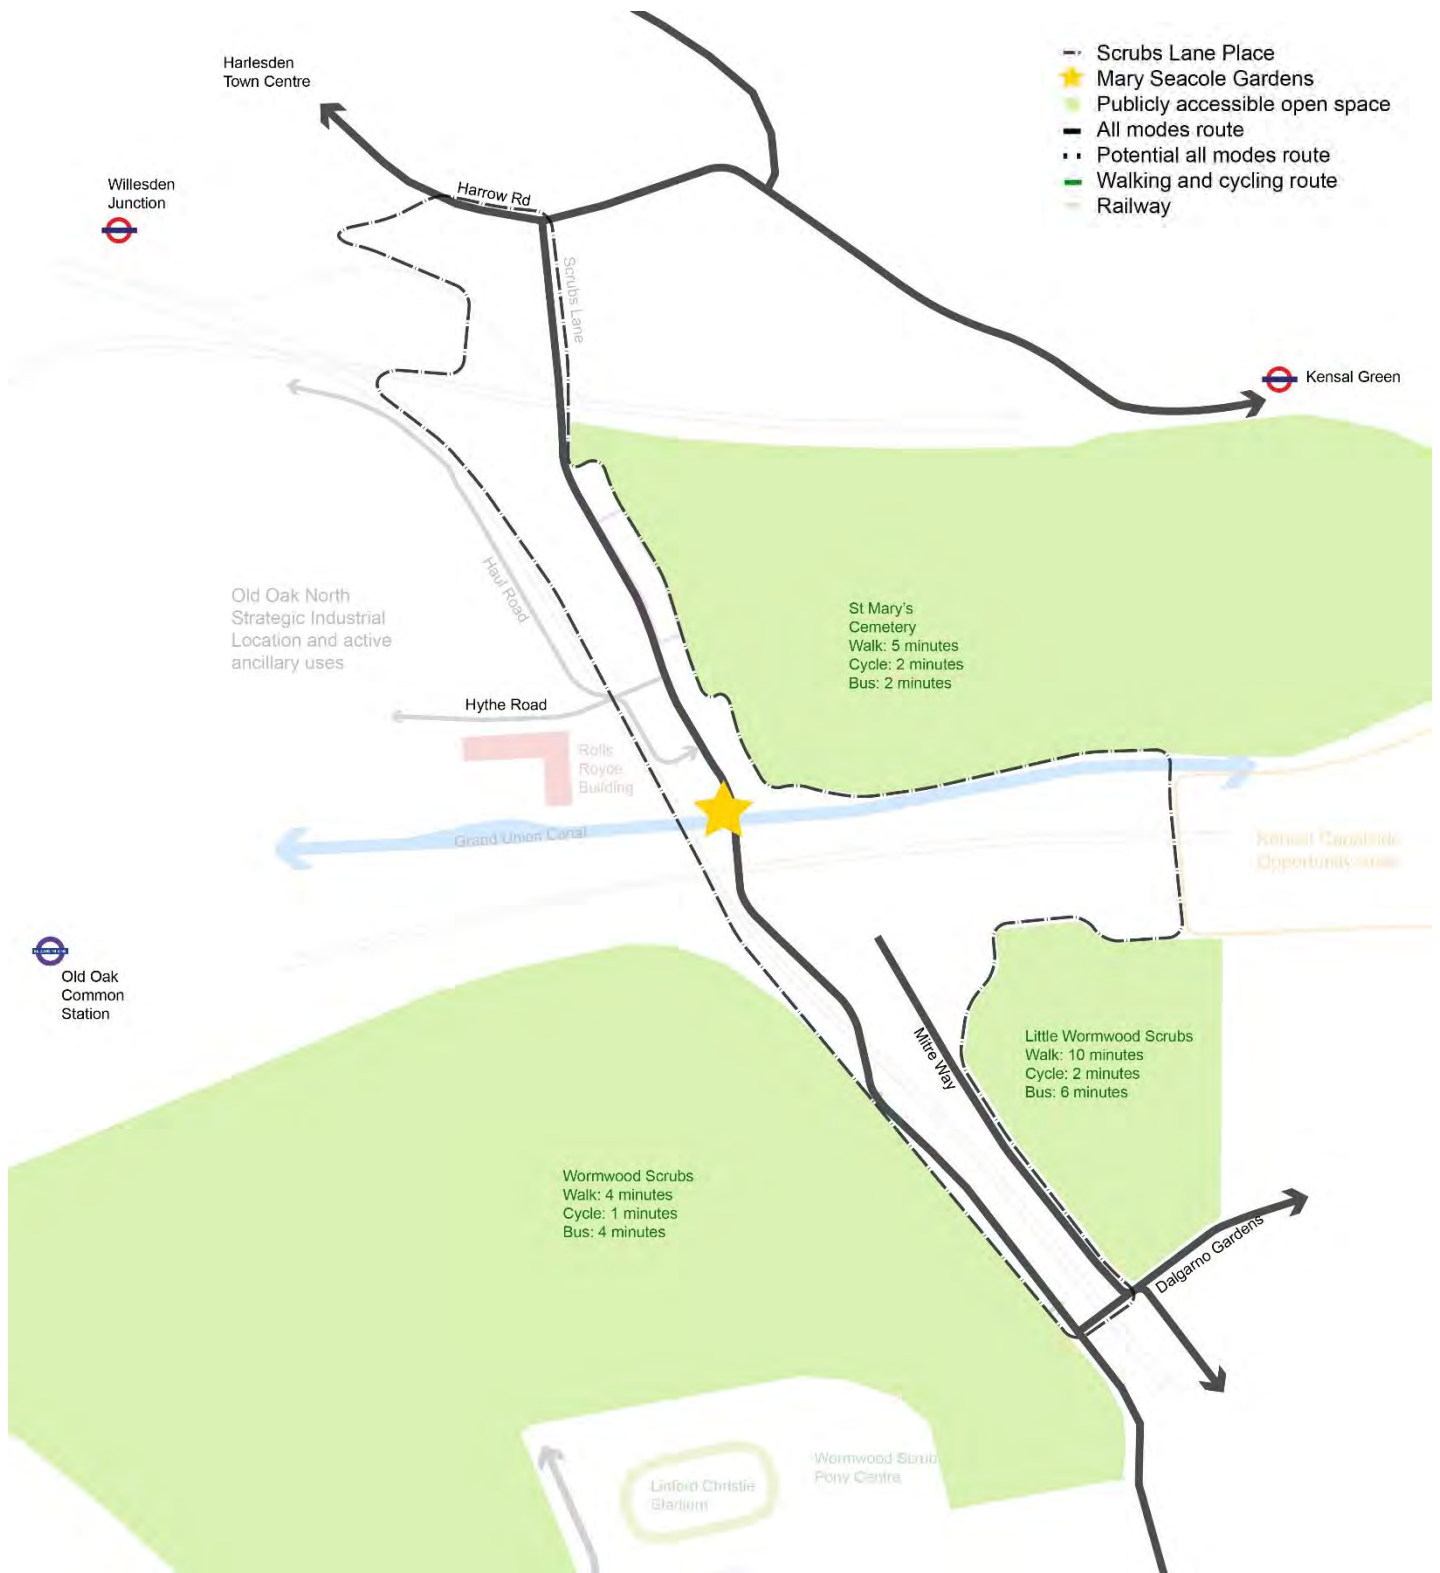 Harlesden
Town Centre
Scrubs Lane Place
Mary Seacole Gardens
Publicly accessible open space
All modes route
Potential all modes route
Walking and cycling route
Railway
Willesden
Junction
Harrow Rd
Scrubs Lane
Kensal Green
Haul Road
Old Oak North
Strategic Industrial
Location and active
ancillary uses
St Mary's
Cemetery
Walk: 5 minutes
Cycle: 2 minutes
Bus: 2 minutes
Hythe Road
Rolls
Royce
Building
Grand Union Canal
Kensal Canalside
Opportunity Area
Old Oak
Common
Station
Mitre Way
Little Wormwood Scrubs
Walk: 10 minutes
Cycle: 2 minutes
Bus: 6 minutes
Wormwood Scrubs
Walk: 4 minutes
Cycle: 1 minutes
Bus: 4 minutes
Dalgarno Gardens
Wormwood Scrub
Pony Centre
Linford Christie
Stadium